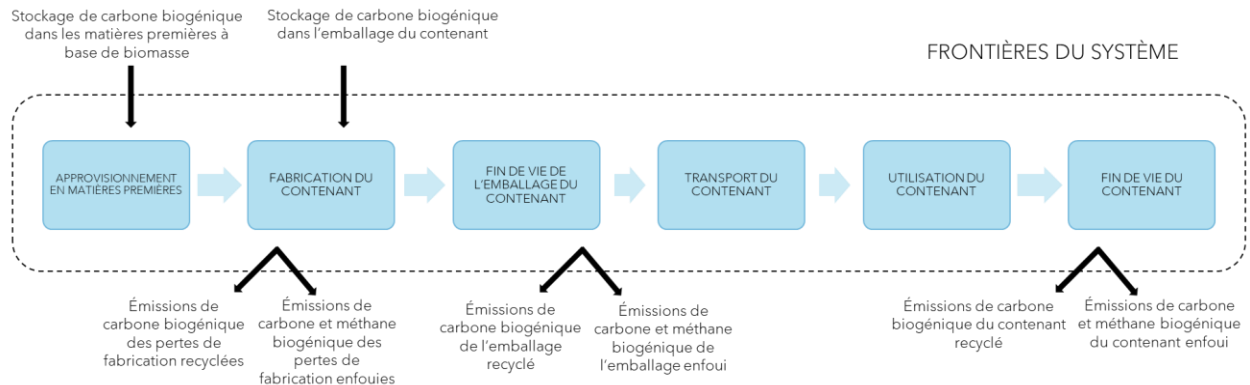 Stockage de carbone biogénique
dans les matières premières à
base de biomasse
Stockage de carbone biogénique
dans l'emballage du contenant
FRONTIÈRES DU SYSTÈME
APPROVISIONNEMENT
EN MATIÈRES PREMIÈRES
FABRICATION DU
CONTENANT
FIN DE VIE DE
L'EMBALLAGE DU
CONTENANT
TRANSPORT DU
CONTENANT
UTILISATION DU
CONTENANT
FIN DE VIE DU
CONTENANT
Émissions de
carbone biogénique
des pertes de
fabrication recyclées
Émissions de
carbone et méthane
biogénique des
pertes de
fabrication enfouies
Émissions de
carbone biogénique
de l'emballage
recyclé
Émissions de
carbone et méthane
biogénique de
l'emballage enfoui
Émissions de carbone
biogénique du contenant
recyclé
Émissions de carbone
et méthane biogénique
du contenant enfoui